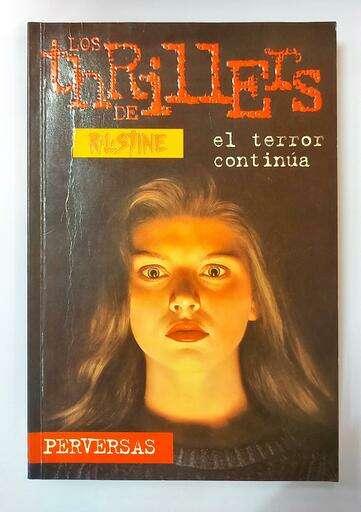 LOS
thRillERs
DE
R.L.STINE
el terror
continúa
PERVERSAS